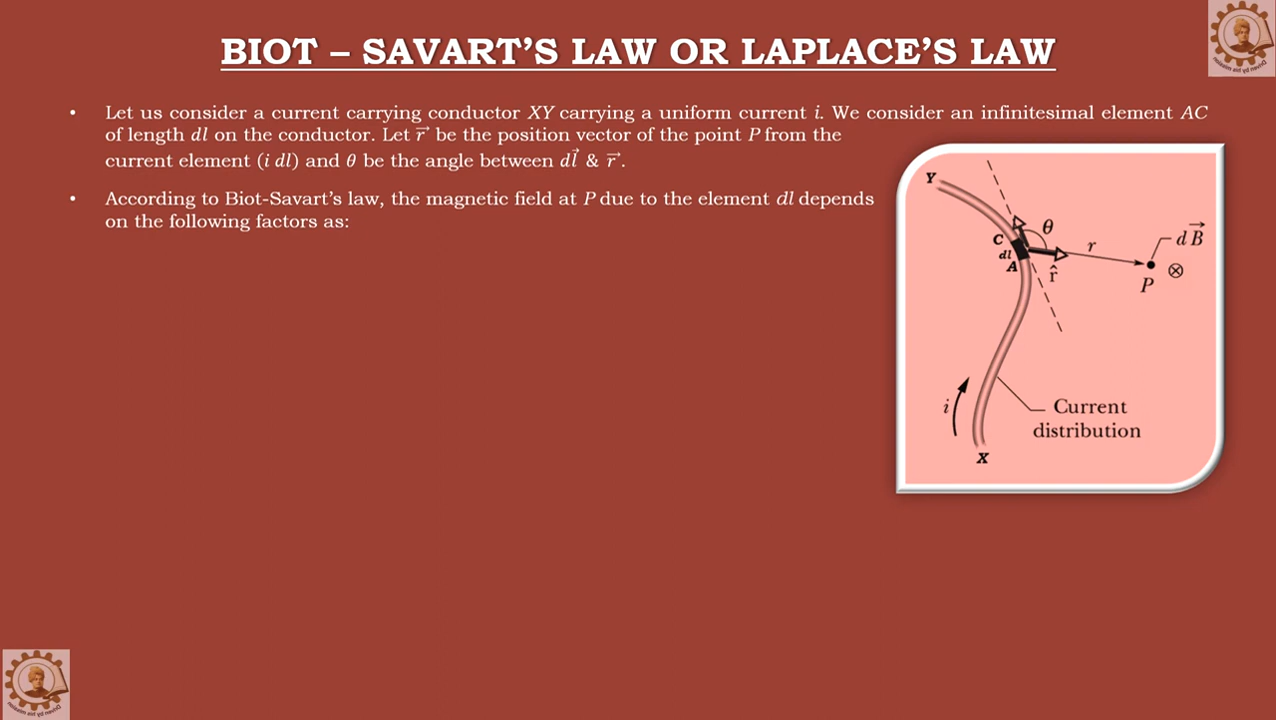 BIOT – SAVART'S LAW OR LAPLACE'S LAW
• Let us consider a current carrying conductor XY carrying a uniform current i. We consider an infinitesimal element AC
of length dl on the conductor. Let r⃗ be the position vector of the point P from the
current element (i dl) and θ be the angle between dl⃗ & r⃗.
• According to Biot-Savart's law, the magnetic field at P due to the element dl depends
on the following factors as:
Y
θ
C
dl
A
r
r̂
dB⃗
P
i
Current
distribution
X